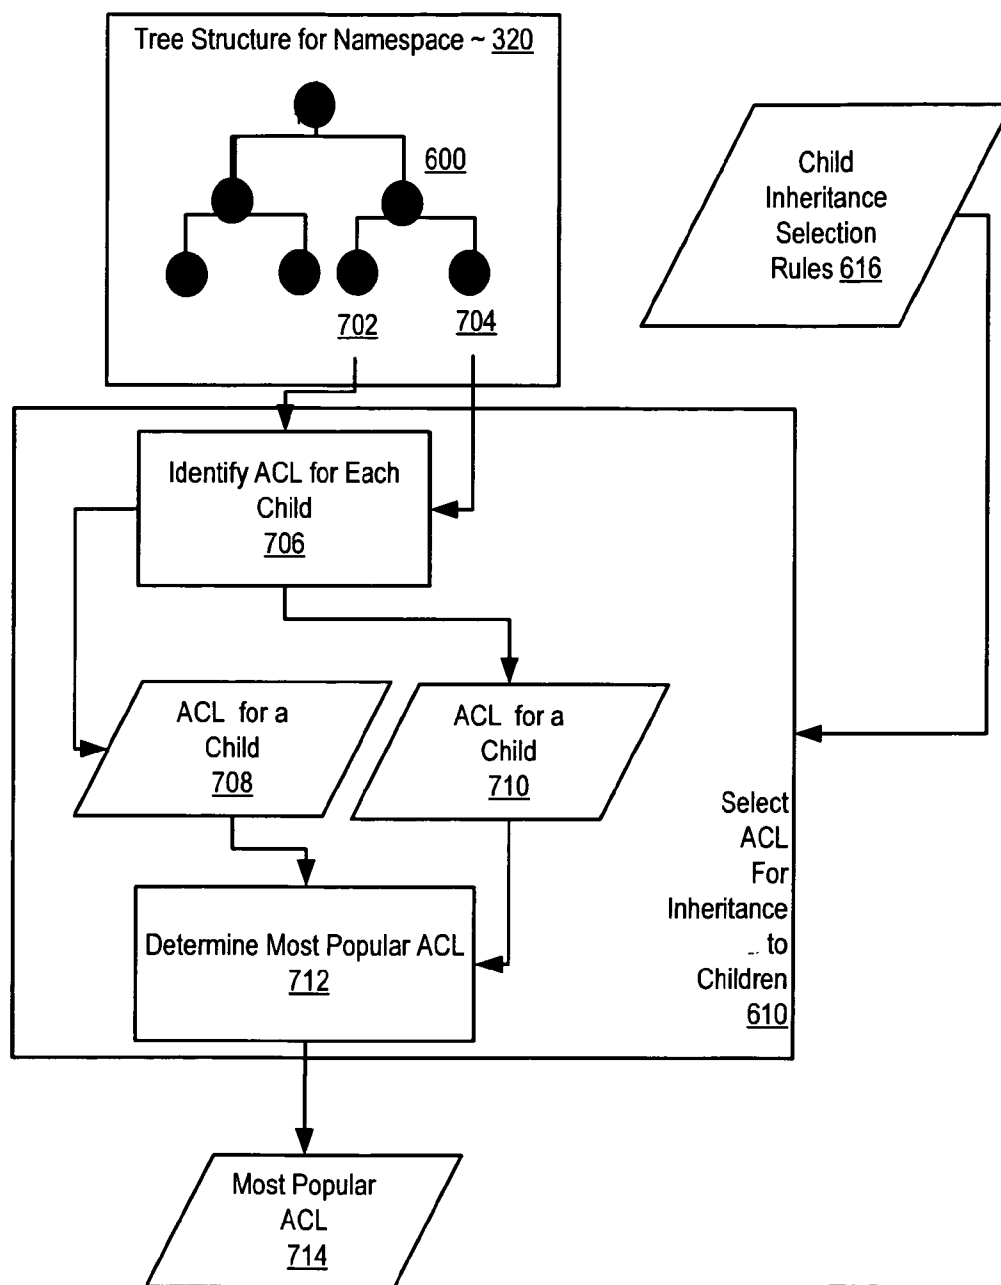 Tree Structure for Namespace ~ 320
600
702
704
Child
Inheritance
Selection
Rules 616
Identify ACL for Each
Child
706
ACL for a
Child
708
ACL for a
Child
710
Select
ACL
For
Inheritance
to
Children
610
Determine Most Popular ACL
712
Most Popular
ACL
714